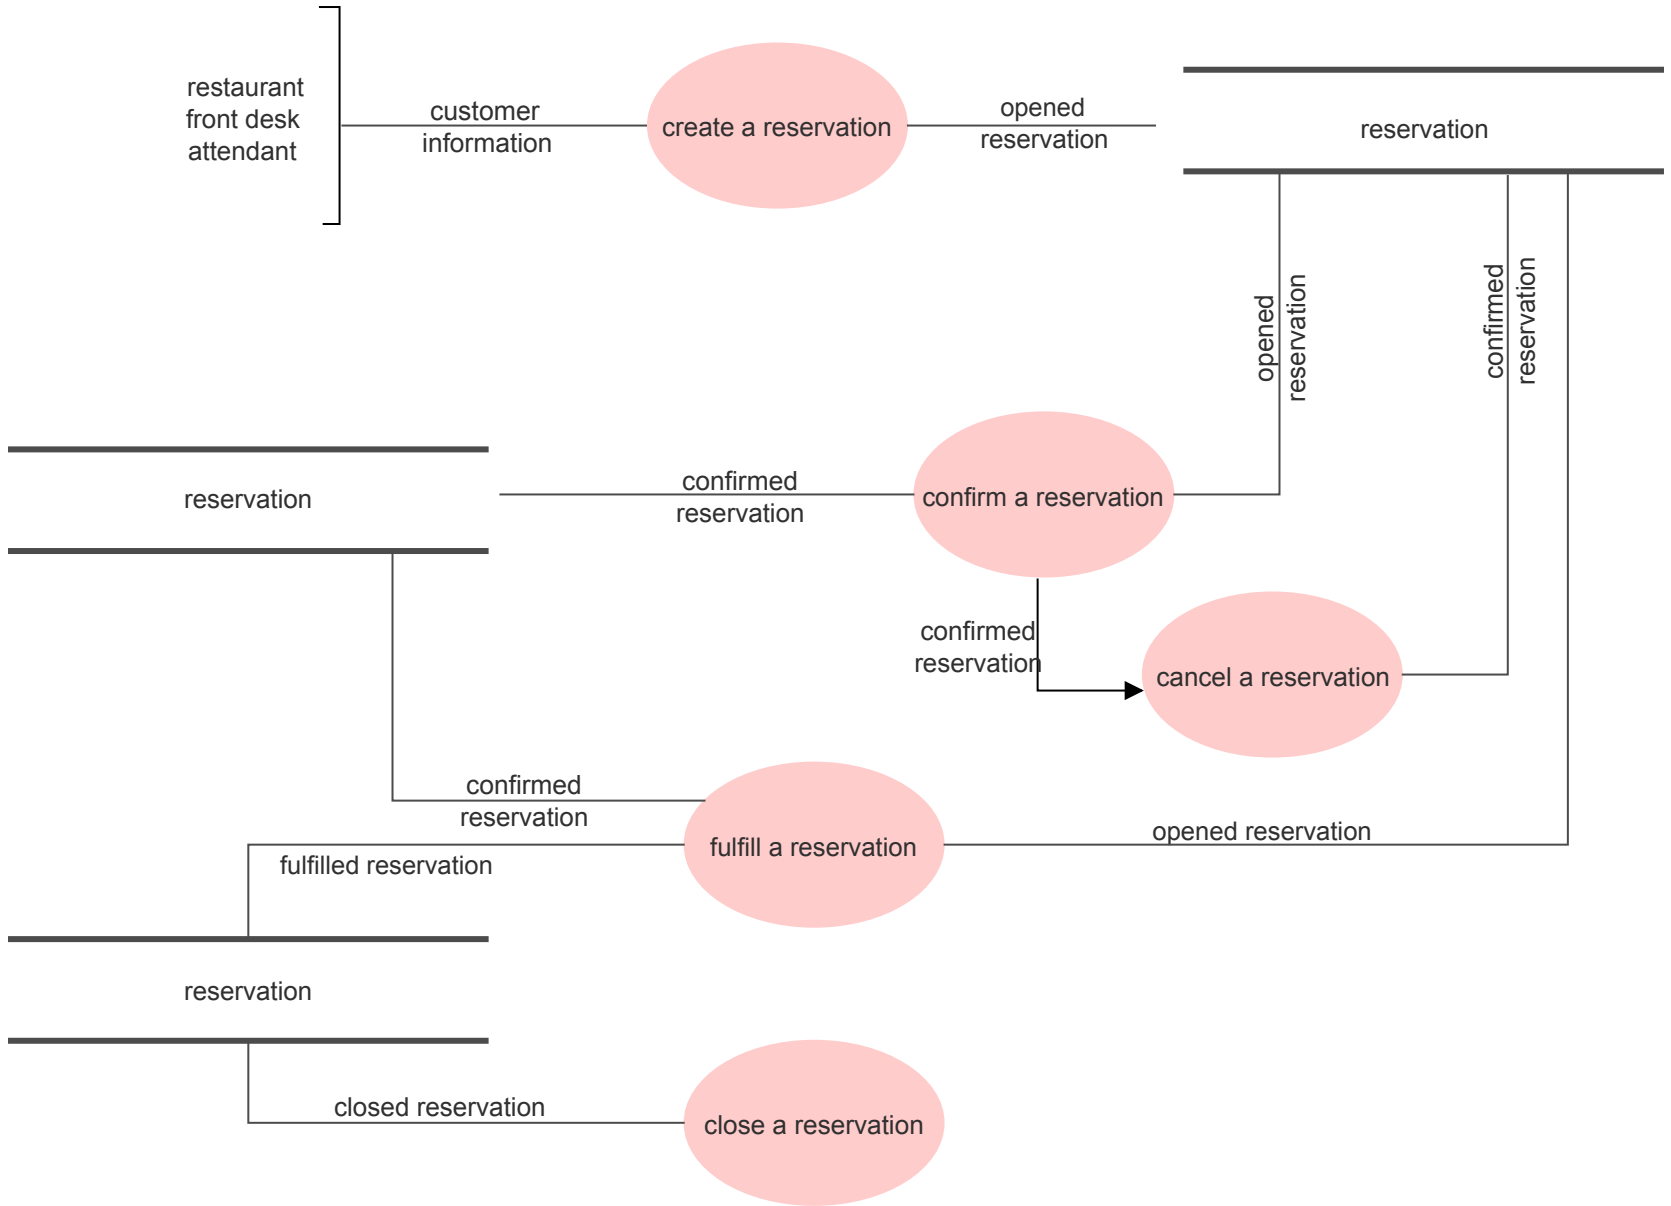 restaurant
front desk
attendant
customer
information
create a reservation
opened
reservation
reservation
opened
reservation
confirmed
reservation
reservation
confirmed
reservation
confirm a reservation
confirmed
reservation
cancel a reservation
confirmed
reservation
fulfill a reservation
opened reservation
fulfilled reservation
reservation
closed reservation
close a reservation